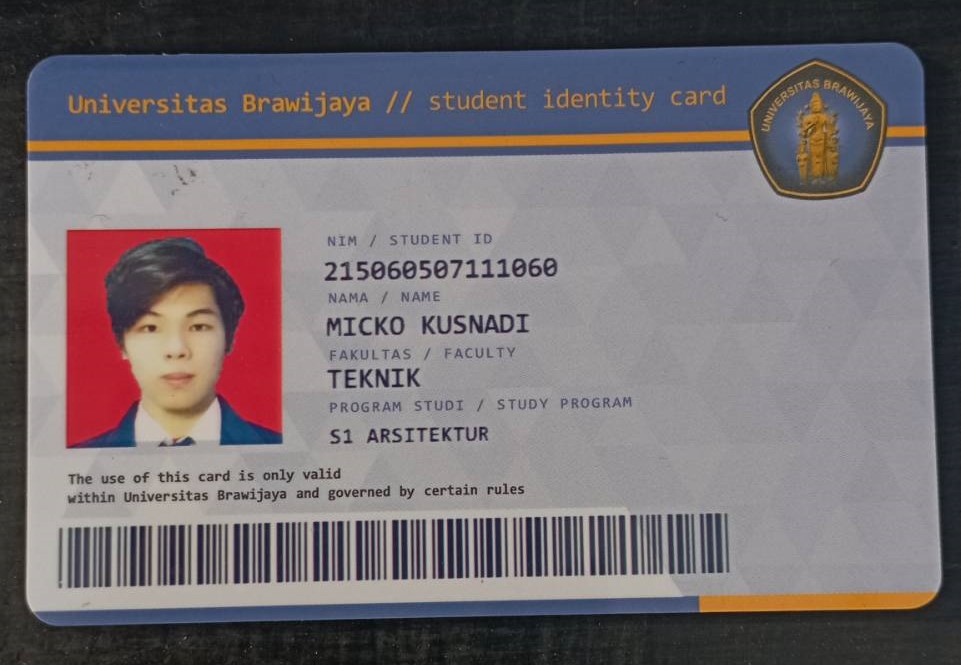 Universitas Brawijaya // student identity card
UNIVERSITAS BRAWIJAYA
NIM / STUDENT ID
215060507111060
NAMA / NAME
MICKO KUSNADI
FAKULTAS / FACULTY
TEKNIK
PROGRAM STUDI / STUDY PROGRAM
S1 ARSITEKTUR
The use of this card is only valid
within Universitas Brawijaya and governed by certain rules